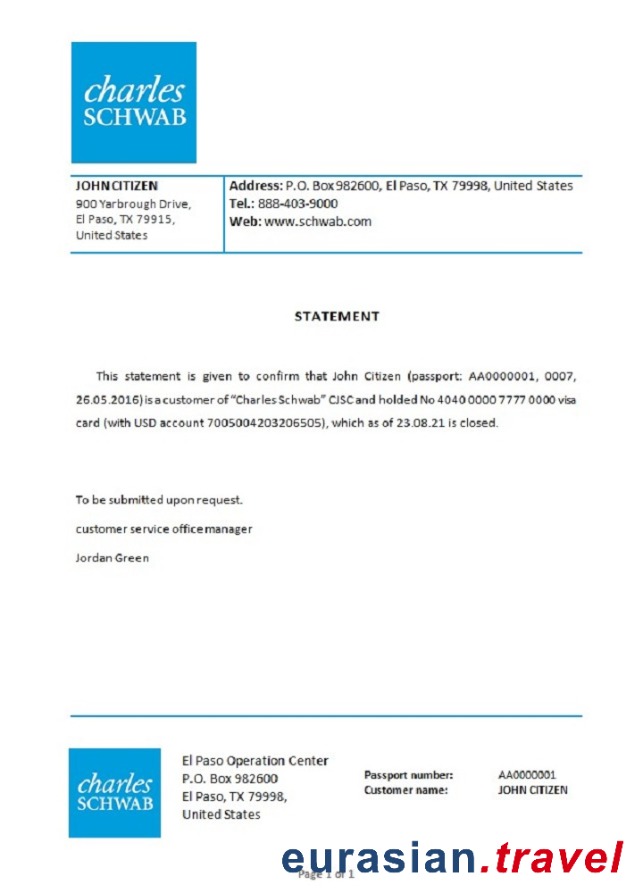 charles
SCHWAB
JOHN CITIZEN
900 Yarbrough Drive,
El Paso, TX 79915,
United States
Address: P.O. Box 982600, El Paso, TX 79998, United States
Tel.: 888-403-9000
Web: www.schwab.com
STATEMENT
This statement is given to confirm that John Citizen (passport: AA0000001, 0007,
26.05.2016) is a customer of "Charles Schwab" CJSC and holded No 4040 0000 7777 0000 visa
card (with USD account 7005004203206505), which as of 23.08.21 is closed.
To be submitted upon request.
customer service office manager
Jordan Green
charles
SCHWAB
El Paso Operation Center
P.O. Box 982600
El Paso, TX 79998,
United States
Passport number: AA0000001
Customer name: JOHN CITIZEN
eurasian.travel
Page 1 of 1